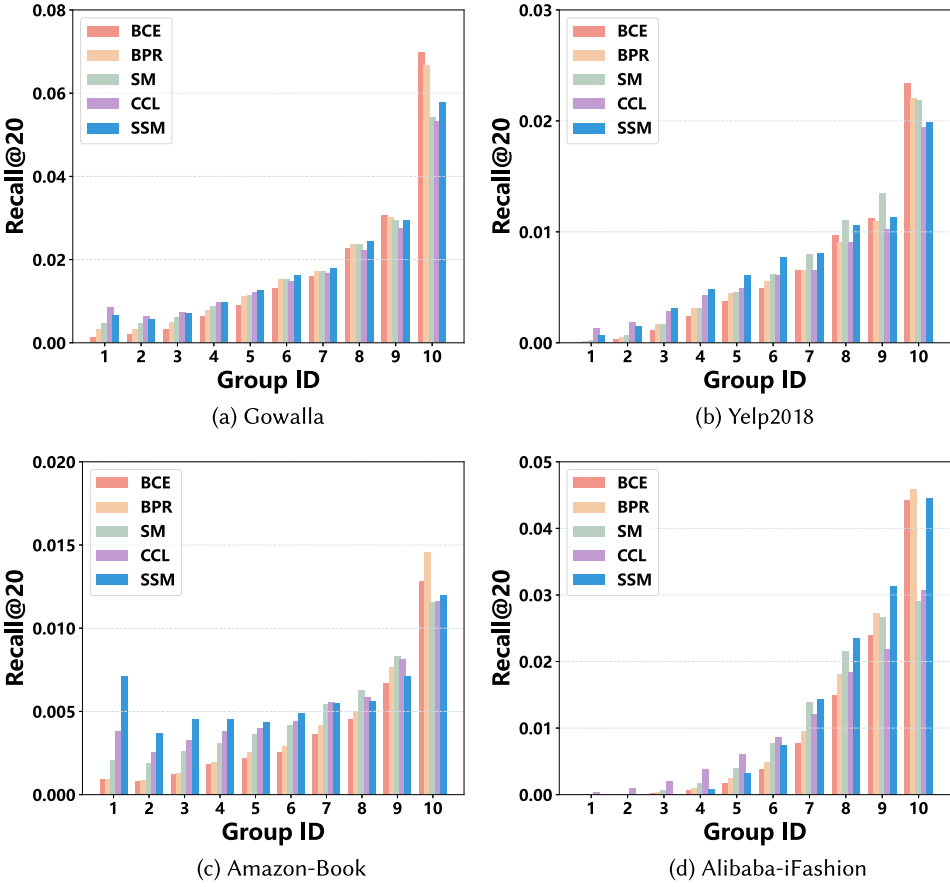 0.08
0.06
0.04
0.02
0.00
Recall@20
BCE
BPR
SM
CCL
SSM
1 2 3 4 5 6 7 8 9 10
Group ID
(a) Gowalla
0.03
0.02
0.01
0.00
Recall@20
BCE
BPR
SM
CCL
SSM
1 2 3 4 5 6 7 8 9 10
Group ID
(b) Yelp2018
0.020
0.015
0.010
0.005
0.000
Recall@20
BCE
BPR
SM
CCL
SSM
1 2 3 4 5 6 7 8 9 10
Group ID
(c) Amazon-Book
0.05
0.04
0.03
0.02
0.01
0.00
Recall@20
BCE
BPR
SM
CCL
SSM
1 2 3 4 5 6 7 8 9 10
Group ID
(d) Alibaba-iFashion